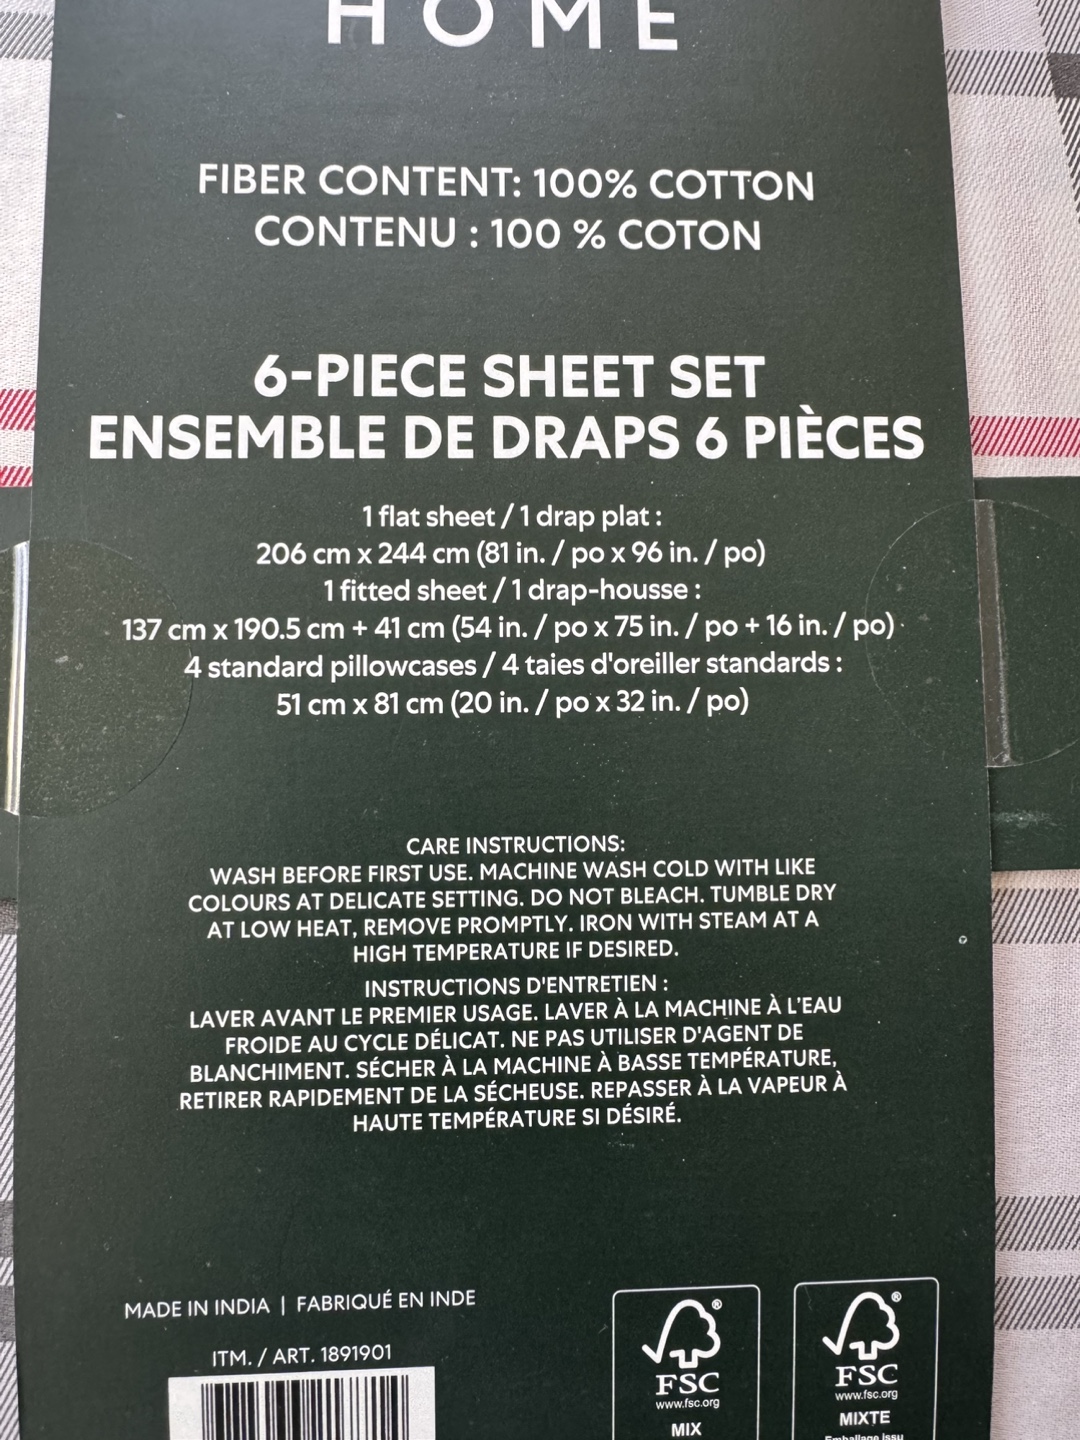 HOME
FIBER CONTENT: 100% COTTON
CONTENU : 100 % COTON
6-PIECE SHEET SET
ENSEMBLE DE DRAPS 6 PIÈCES
1 flat sheet / 1 drap plat :
206 cm x 244 cm (81 in. / po x 96 in. / po)
1 fitted sheet / 1 drap-housse :
137 cm x 190.5 cm + 41 cm (54 in. / po x 75 in. / po + 16 in. / po)
4 standard pillowcases / 4 taies d'oreiller standards :
51 cm x 81 cm (20 in. / po x 32 in. / po)
CARE INSTRUCTIONS:
WASH BEFORE FIRST USE. MACHINE WASH COLD WITH LIKE
COLOURS AT DELICATE SETTING. DO NOT BLEACH. TUMBLE DRY
AT LOW HEAT, REMOVE PROMPTLY. IRON WITH STEAM AT A
HIGH TEMPERATURE IF DESIRED.
INSTRUCTIONS D'ENTRETIEN :
LAVER AVANT LE PREMIER USAGE. LAVER À LA MACHINE À L'EAU
FROIDE AU CYCLE DÉLICAT. NE PAS UTILISER D'AGENT DE
BLANCHIMENT. SÉCHER À LA MACHINE À BASSE TEMPÉRATURE,
RETIRER RAPIDEMENT DE LA SÉCHEUSE. REPASSER À LA VAPEUR À
HAUTE TEMPÉRATURE SI DÉSIRÉ.
MADE IN INDIA | FABRIQUÉ EN INDE
ITM. / ART. 1891901
®
FSC
www.fsc.org
MIX
®
FSC
www.fsc.org
MIXTE
Emballage issu